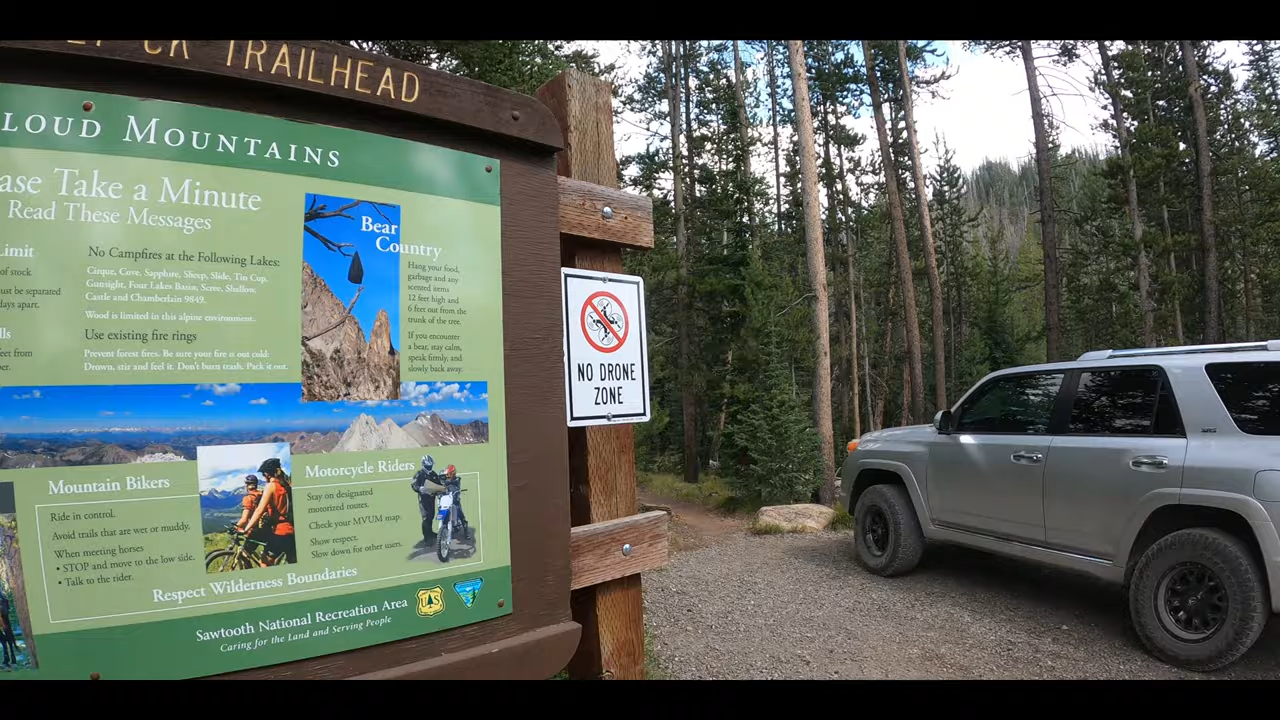 CK TRAILHEAD
LOUD MOUNTAINS
ase Take a Minute
Read These Messages
Limit
of stock
ust be separated
days apart.
lls
eet from
er.
No Campfires at the Following Lakes:
Cirque, Cove, Sapphire, Sheep, Slide, Tin Cup,
Gunsight, Four Lakes Basin, Scree, Shallow,
Castle and Chamberlain 9849.
Wood is limited in this alpine environment.
Use existing fire rings
Prevent forest fires. Be sure your fire is out cold:
Drown, stir and feel it. Don't burn trash, Pack it out.
Bear
Country
Hang your food,
garbage and any
scented items
12 feet high and
6 feet out from the
trunk of the tree.
If you encounter
a bear, stay calm,
speak firmly, and
slowly back away.
Mountain Bikers
Ride in control.
Avoid trails that are wet or muddy.
When meeting horses
• STOP and move to the low side.
• Talk to the rider.
Motorcycle Riders
Stay on designated
motorized routes.
Check your MVUM map.
Show respect.
Slow down for other users.
Respect Wilderness Boundaries
Sawtooth National Recreation Area
Caring for the Land and Serving People
UAS
NO DRONE
ZONE